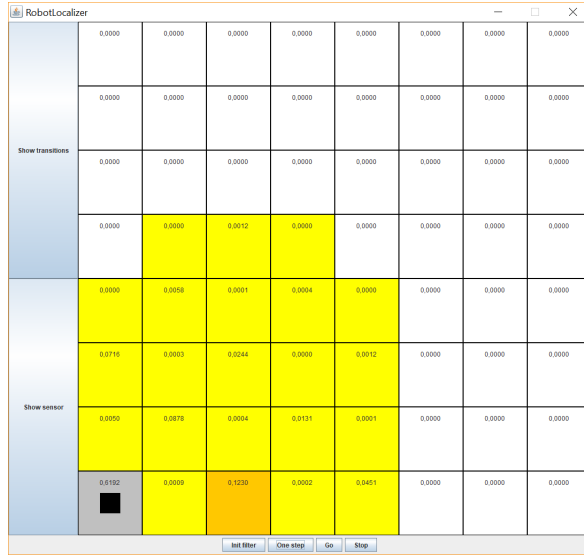 RobotLocalizer
0,0000 0,0000 0,0000 0,0000 0,0000 0,0000 0,0000 0,0000
0,0000 0,0000 0,0000 0,0000 0,0000 0,0000 0,0000 0,0000
Show transitions
0,0000 0,0000 0,0000 0,0000 0,0000 0,0000 0,0000 0,0000
0,0000 0,0000 0,0012 0,0000 0,0000 0,0000 0,0000 0,0000
0,0000 0,0058 0,0001 0,0004 0,0000 0,0000 0,0000 0,0000
0,0716 0,0003 0,0244 0,0000 0,0012 0,0000 0,0000 0,0000
Show sensor
0,0050 0,0878 0,0004 0,0131 0,0001 0,0000 0,0000 0,0000
0,6192 0,0009 0,1230 0,0002 0,0451 0,0000 0,0000 0,0000
Init filter One step Go Stop